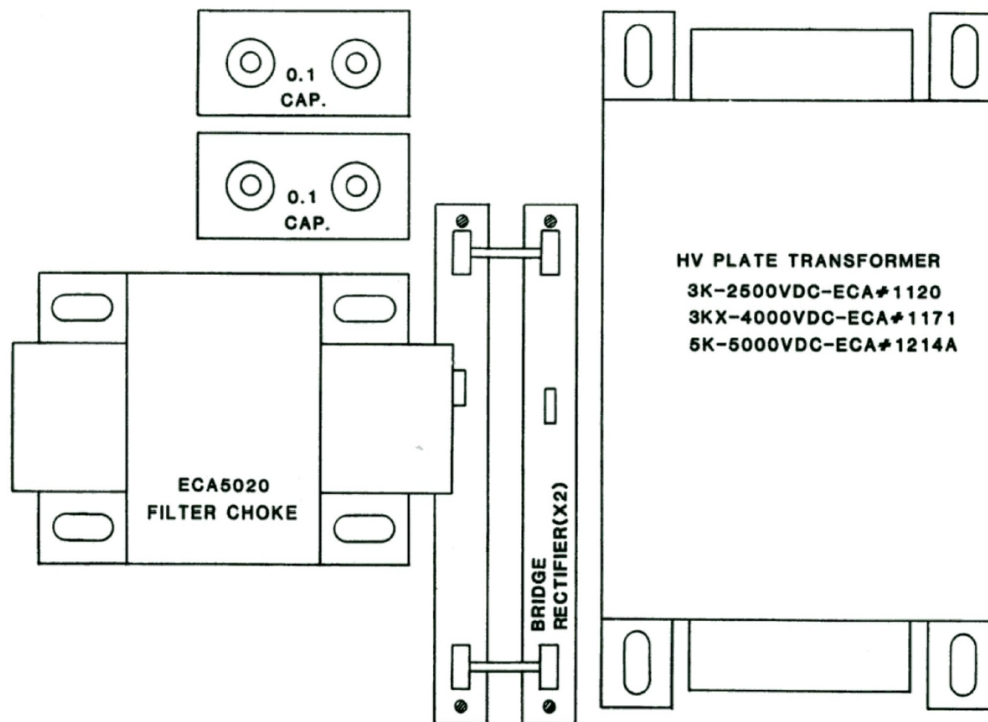 0.1
CAP.
0.1
CAP.
HV PLATE TRANSFORMER
3K-2500VDC-ECA#1120
3KX-4000VDC-ECA#1171
5K-5000VDC-ECA#1214A
ECA5020
FILTER CHOKE
BRIDGE
RECTIFIER(X2)